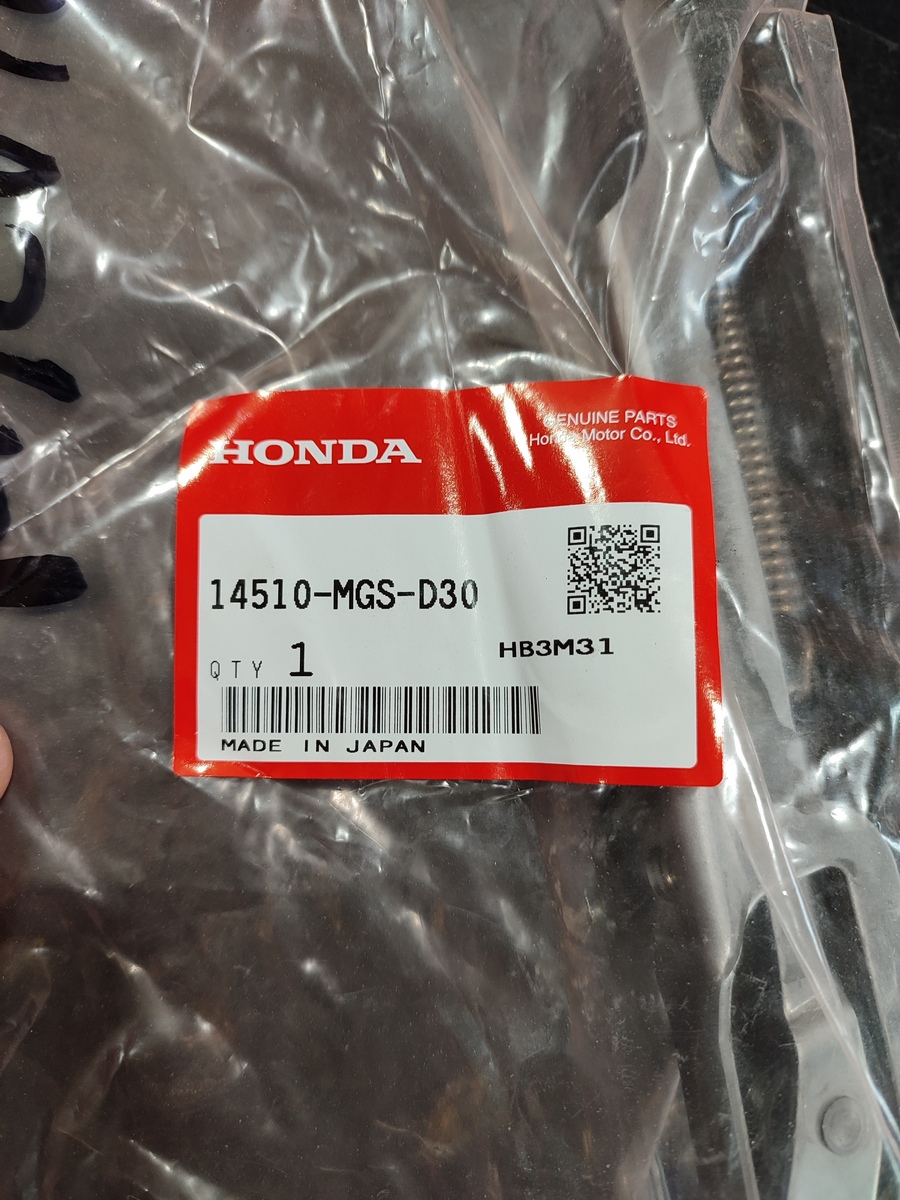 HONDA
GENUINE PARTS
Honda Motor Co., Ltd.
14510-MGS-D30
HB3M31
QTY 1
MADE IN JAPAN